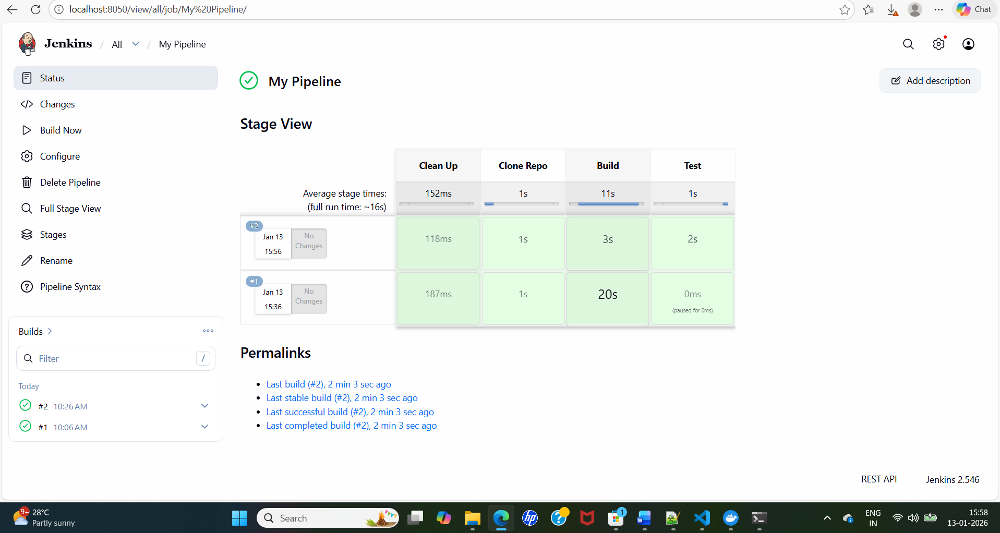 localhost:8050/view/all/job/My%20Pipeline/
Chat
Jenkins / All / My Pipeline
Status
Changes
Build Now
Configure
Delete Pipeline
Full Stage View
Stages
Rename
Pipeline Syntax
Builds
Filter /
Today
#2 10:26 AM
#1 10:06 AM
My Pipeline
Add description
Stage View
Clean Up Clone Repo Build Test
Average stage times: 152ms 1s 11s 1s
(full run time: ~16s)
#2
Jan 13 No
Changes
15:56
118ms 1s 3s 2s
#1
Jan 13 No
Changes
15:36
187ms 1s 20s 0ms
(paused for 0ms)
Permalinks
Last build (#2), 2 min 3 sec ago
Last stable build (#2), 2 min 3 sec ago
Last successful build (#2), 2 min 3 sec ago
Last completed build (#2), 2 min 3 sec ago
REST API Jenkins 2.546
9+ 28°C
Partly sunny
Search
hp
?
1
W
ENG
IN
15:58
13-01-2026